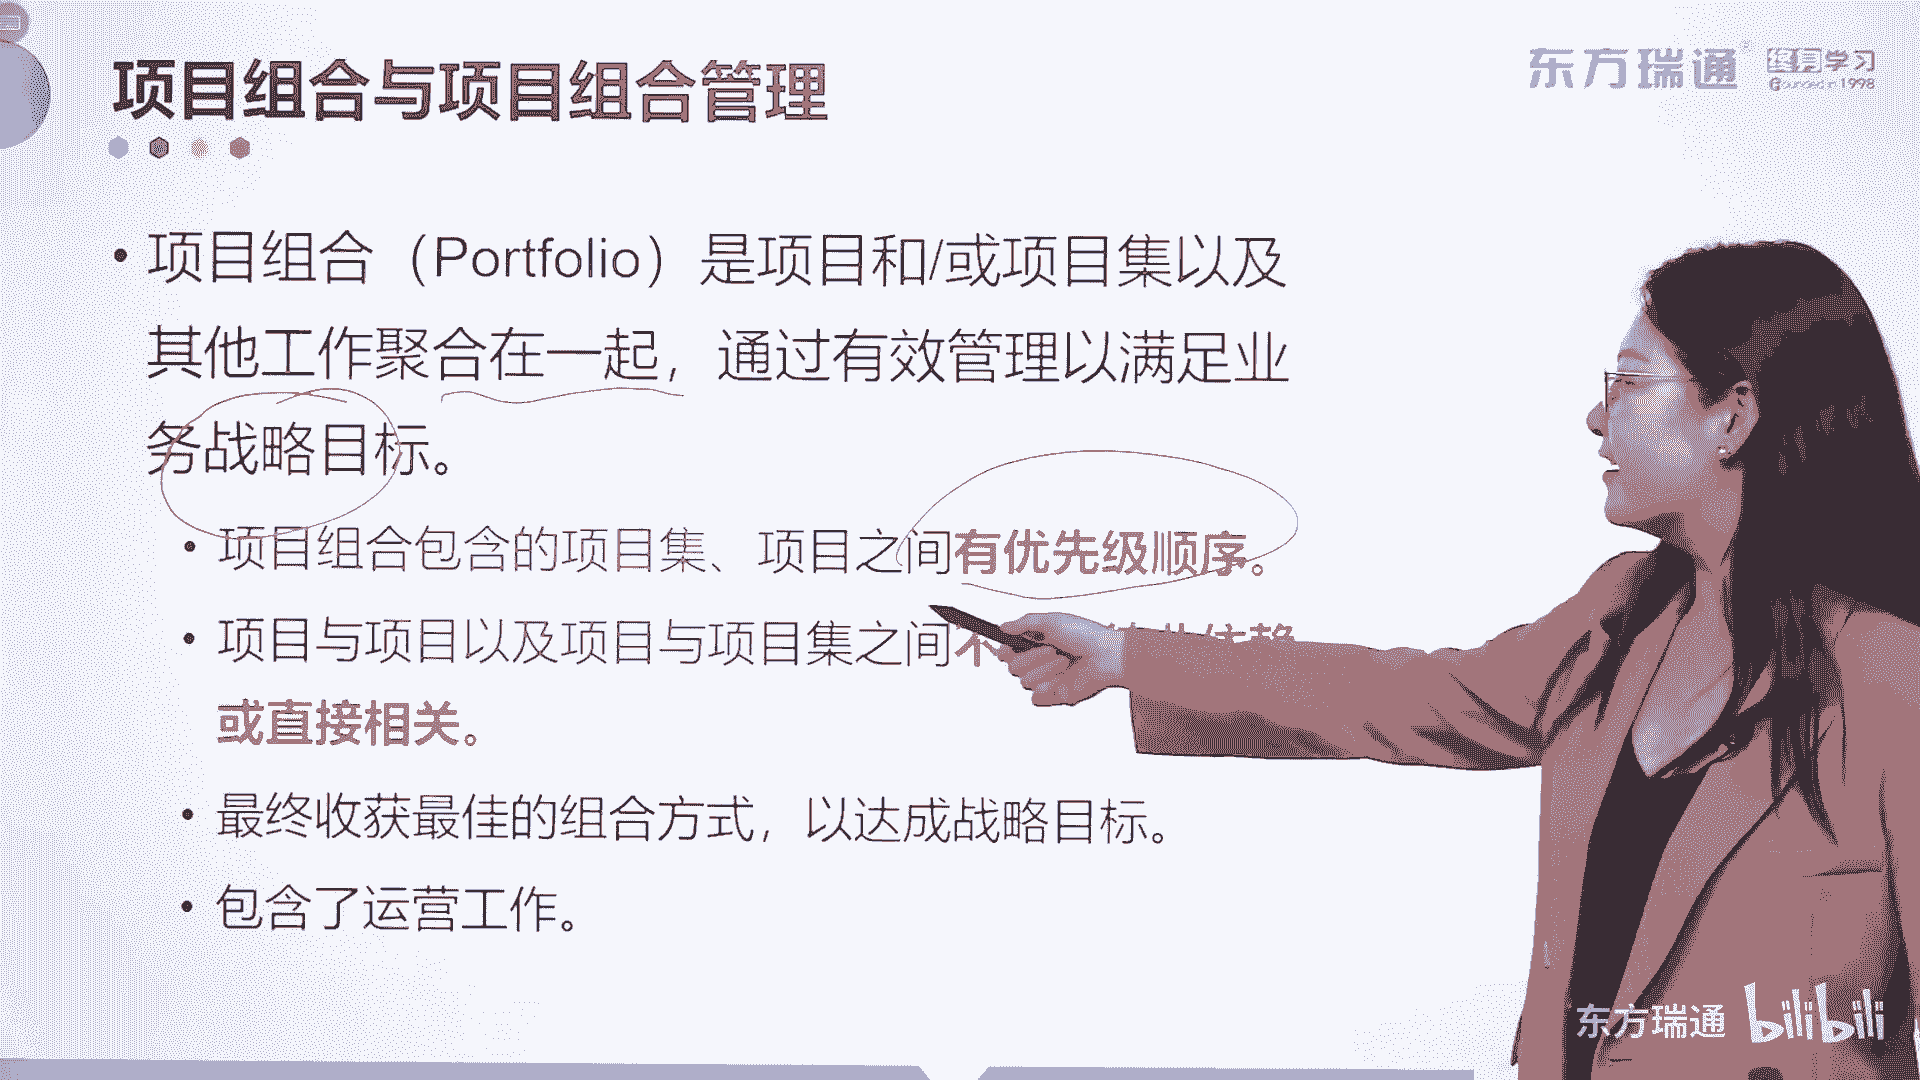 项目组合与项目组合管理
东方瑞通
终身学习
Founded in 1998
• 项目组合（Portfolio）是项目和/或项目集以及
其他工作聚合在一起，通过有效管理以满足业
务战略目标。
• 项目组合包含的项目集、项目之间有优先级顺序。
• 项目与项目以及项目与项目集之间不
依赖
或直接相关。
• 最终收获最佳的组合方式，以达成战略目标。
• 包含了运营工作。
东方瑞通 bilibili